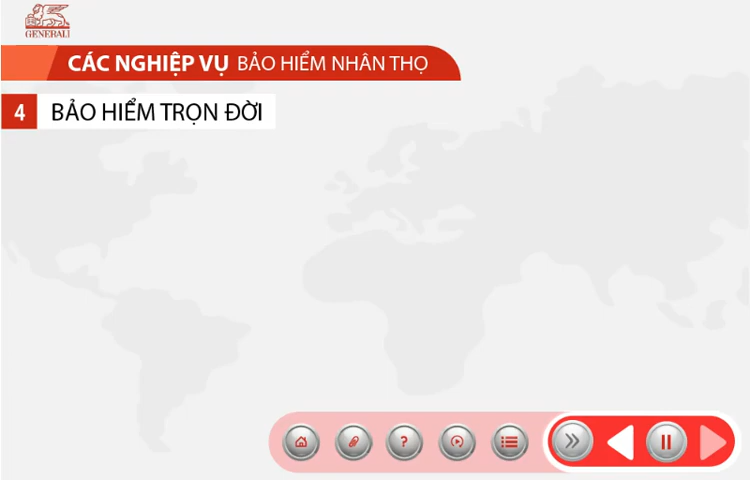 GENERALI
CÁC NGHIỆP VỤ BẢO HIỂM NHÂN THỌ
4 BẢO HIỂM TRỌN ĐỜI
?